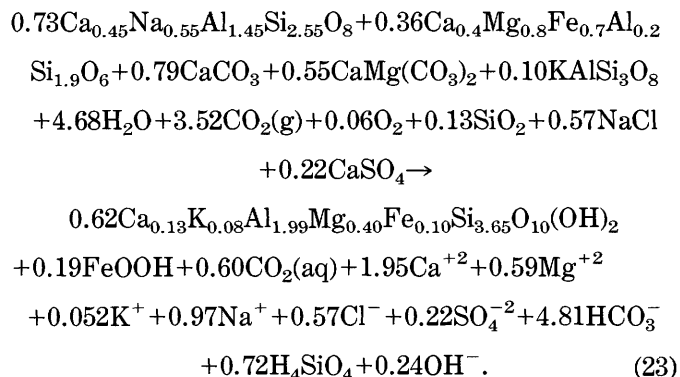 0.73Ca₀.₄₅Na₀.₅₅Al₁.₄₅Si₂.₅₅O₈+0.36Ca₀.₄Mg₀.₈Fe₀.₇Al₀.₂
Si₁.₉O₆+0.79CaCO₃+0.55CaMg(CO₃)₂+0.10KAlSi₃O₈
+4.68H₂O+3.52CO₂(g)+0.06O₂+0.13SiO₂+0.57NaCl
+0.22CaSO₄→
0.62Ca₀.₁₃K₀.₀₈Al₁.₉₉Mg₀.₄₀Fe₀.₁₀Si₃.₆₅O₁₀(OH)₂
+0.19FeOOH+0.60CO₂(aq)+1.95Ca⁺²+0.59Mg⁺²
+0.052K⁺+0.97Na⁺+0.57Cl⁻+0.22SO₄⁻²+4.81HCO₃⁻
+0.72H₄SiO₄+0.24OH⁻. (23)